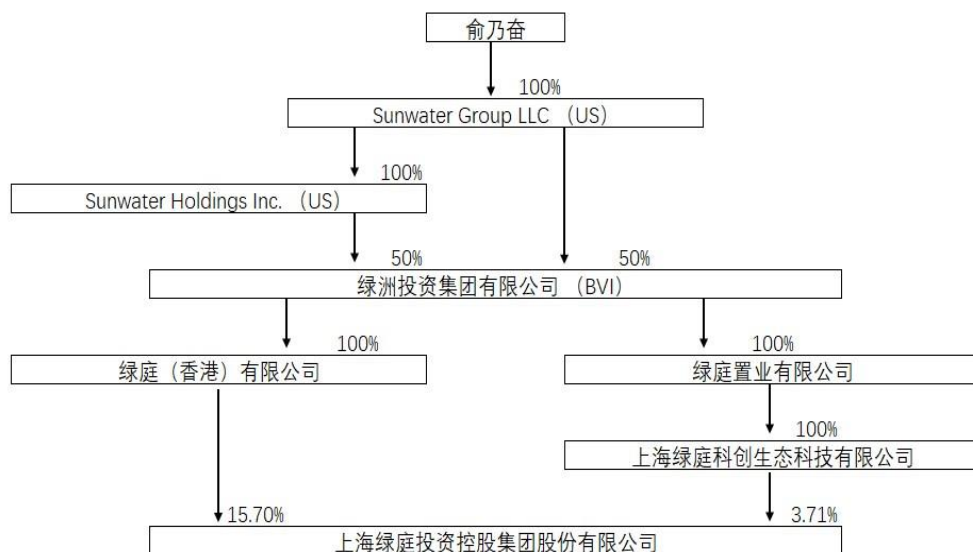 俞乃奋
100%
Sunwater Group LLC （US）
100%
Sunwater Holdings Inc. （US）
50% 50%
绿洲投资集团有限公司 （BVI）
100% 100%
绿庭（香港）有限公司 绿庭置业有限公司
100%
上海绿庭科创生态科技有限公司
15.70% 3.71%
上海绿庭投资控股集团股份有限公司